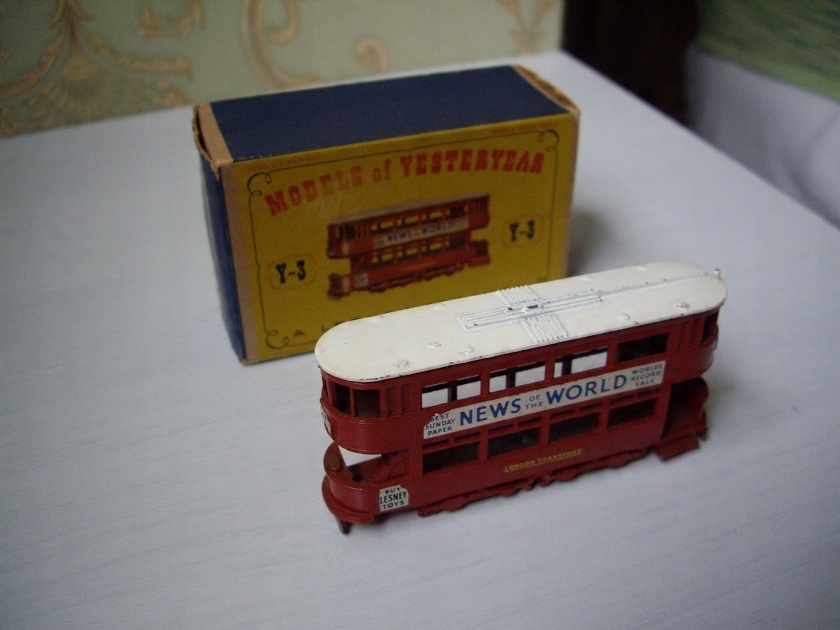 MODELS of YESTERYEAR
NEWS OF THE WORLD
Y-3
Y-3
A
BEST
SUNDAY
PAPER
NEWS OF THE WORLD
WORLD'S
RECORD
SALE
LONDON TRANSPORT
BUY
LESNEY
TOYS